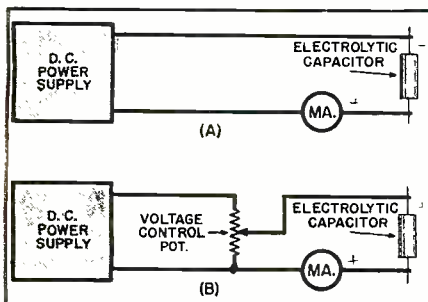 D. C.
POWER
SUPPLY
ELECTROLYTIC
CAPACITOR
-
MA.
+
(A)
D. C.
POWER
SUPPLY
VOLTAGE
CONTROL
POT.
ELECTROLYTIC
CAPACITOR
MA.
+
(B)